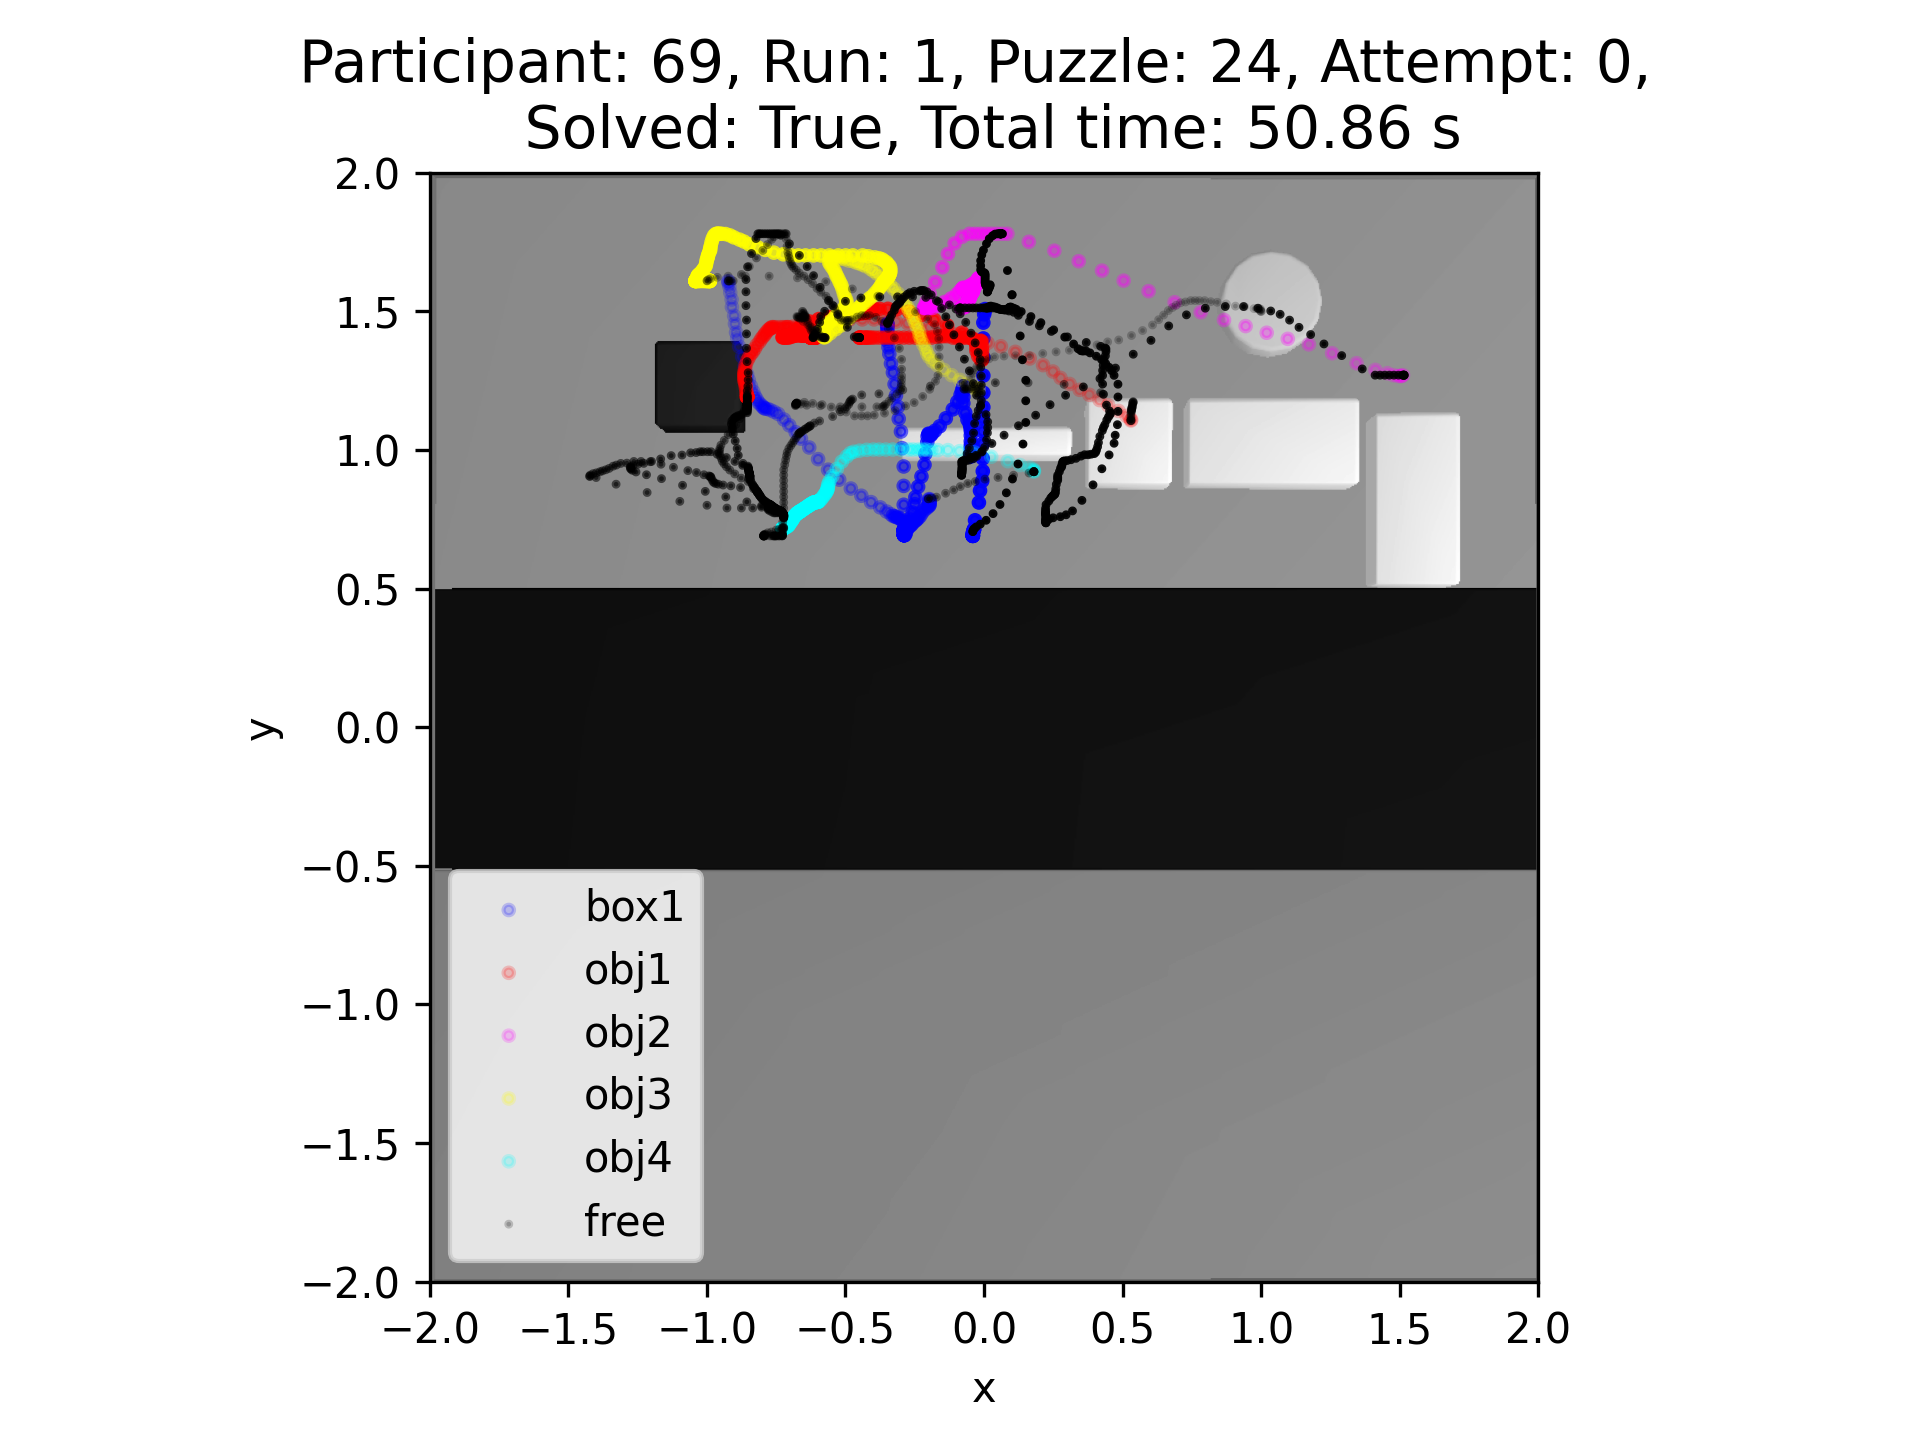 Participant: 69, Run: 1, Puzzle: 24, Attempt: 0,
Solved: True, Total time: 50.86 s
2.0
1.5
1.0
0.5
0.0
−0.5
−1.0
−1.5
−2.0
y
box1
obj1
obj2
obj3
obj4
free
−2.0 −1.5 −1.0 −0.5 0.0 0.5 1.0 1.5 2.0
x